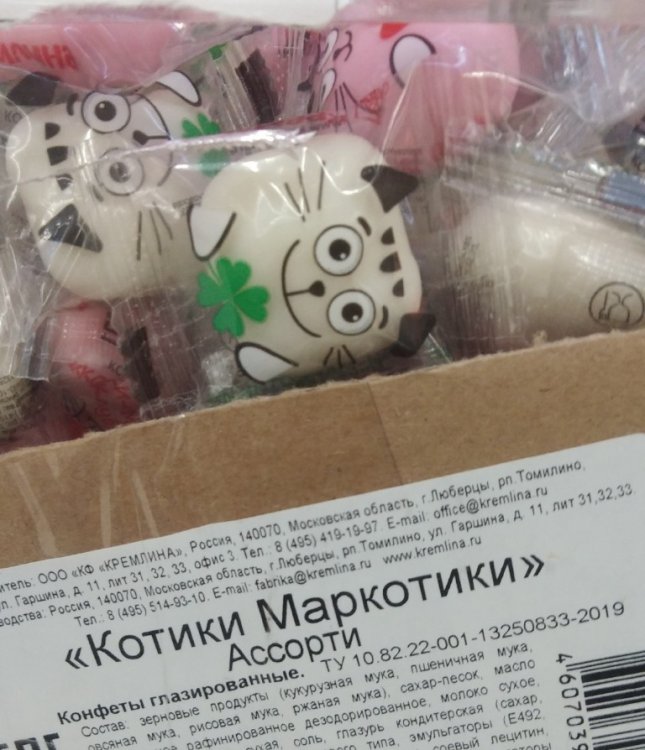 итель: ООО «КФ «КРЕМЛИНА», Россия, 140070, Московская область, г.Люберцы, рп.Томилино,
ул. Гаршина, д. 11, лит 31, 32, 33, офис 3. Тел.: 8 (495) 419-19-97. E-mail: office@kremlina.ru
водства: Россия, 140070, Московская область, г.Люберцы, рп.Томилино, ул. Гаршина, д. 11, лит 31,32,33.
Тел.: 8 (495) 514-93-10. E-mail: fabrika@kremlina.ru www.kremlina.ru
«Котики Маркотики»
Ассорти
Конфеты глазированные. ТУ 10.82.22-001-13250833-2019
Состав: зерновые продукты (кукурузная мука, пшеничная мука,
овсяная мука, рисовая мука, ржаная мука), сахар-песок, масло
рафинированное дезодорированное, молоко сухое,
соль, глазурь кондитерская (сахар,
типа, эмульгаторы (E492,
соевый лецитин,
460703